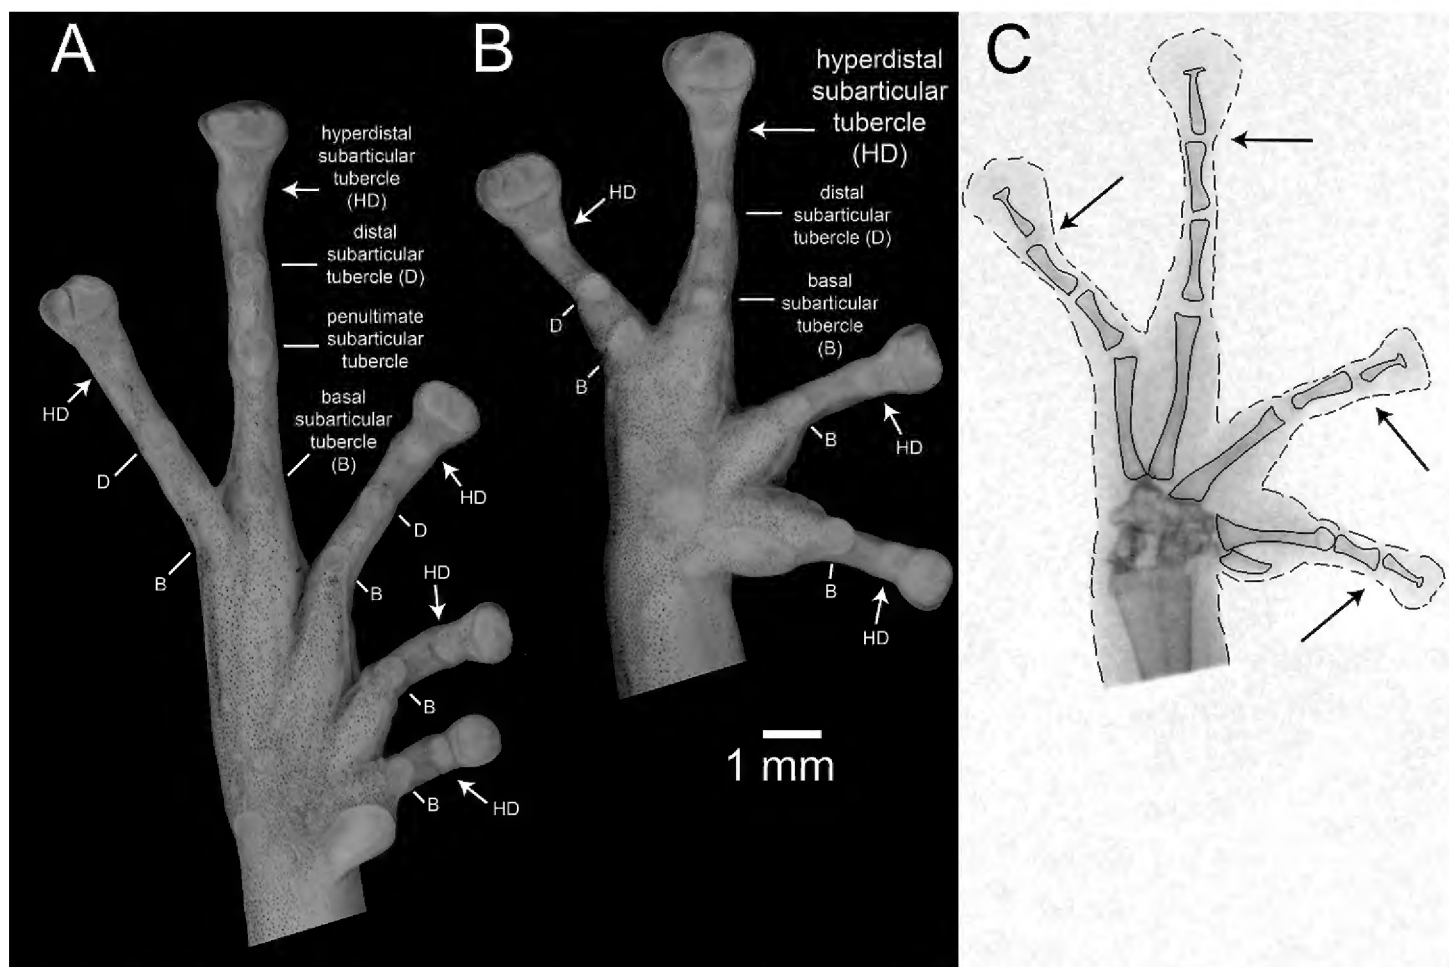 A
hyperdistal
subarticular
tubercle
(HD)
distal
subarticular
tubercle (D)
penultimate
subarticular
tubercle
basal
subarticular
tubercle
(B)
HD
D
B
HD
D
B
HD
B
B
HD
B
hyperdistal
subarticular
tubercle
(HD)
distal
subarticular
tubercle (D)
basal
subarticular
tubercle
(B)
HD
D
B
B
HD
B
HD
1 mm
C